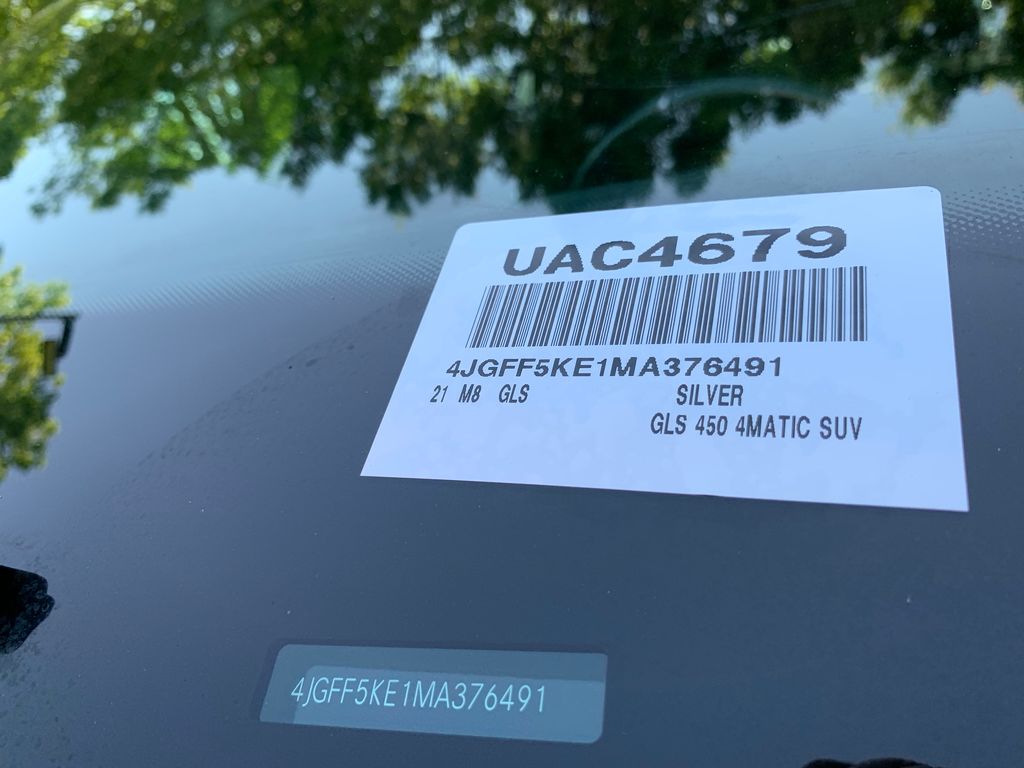 UAC4679
4JGFF5KE1MA376491
21 M8 GLS SILVER
GLS 450 4MATIC SUV
4JGFF5KE1MA376491